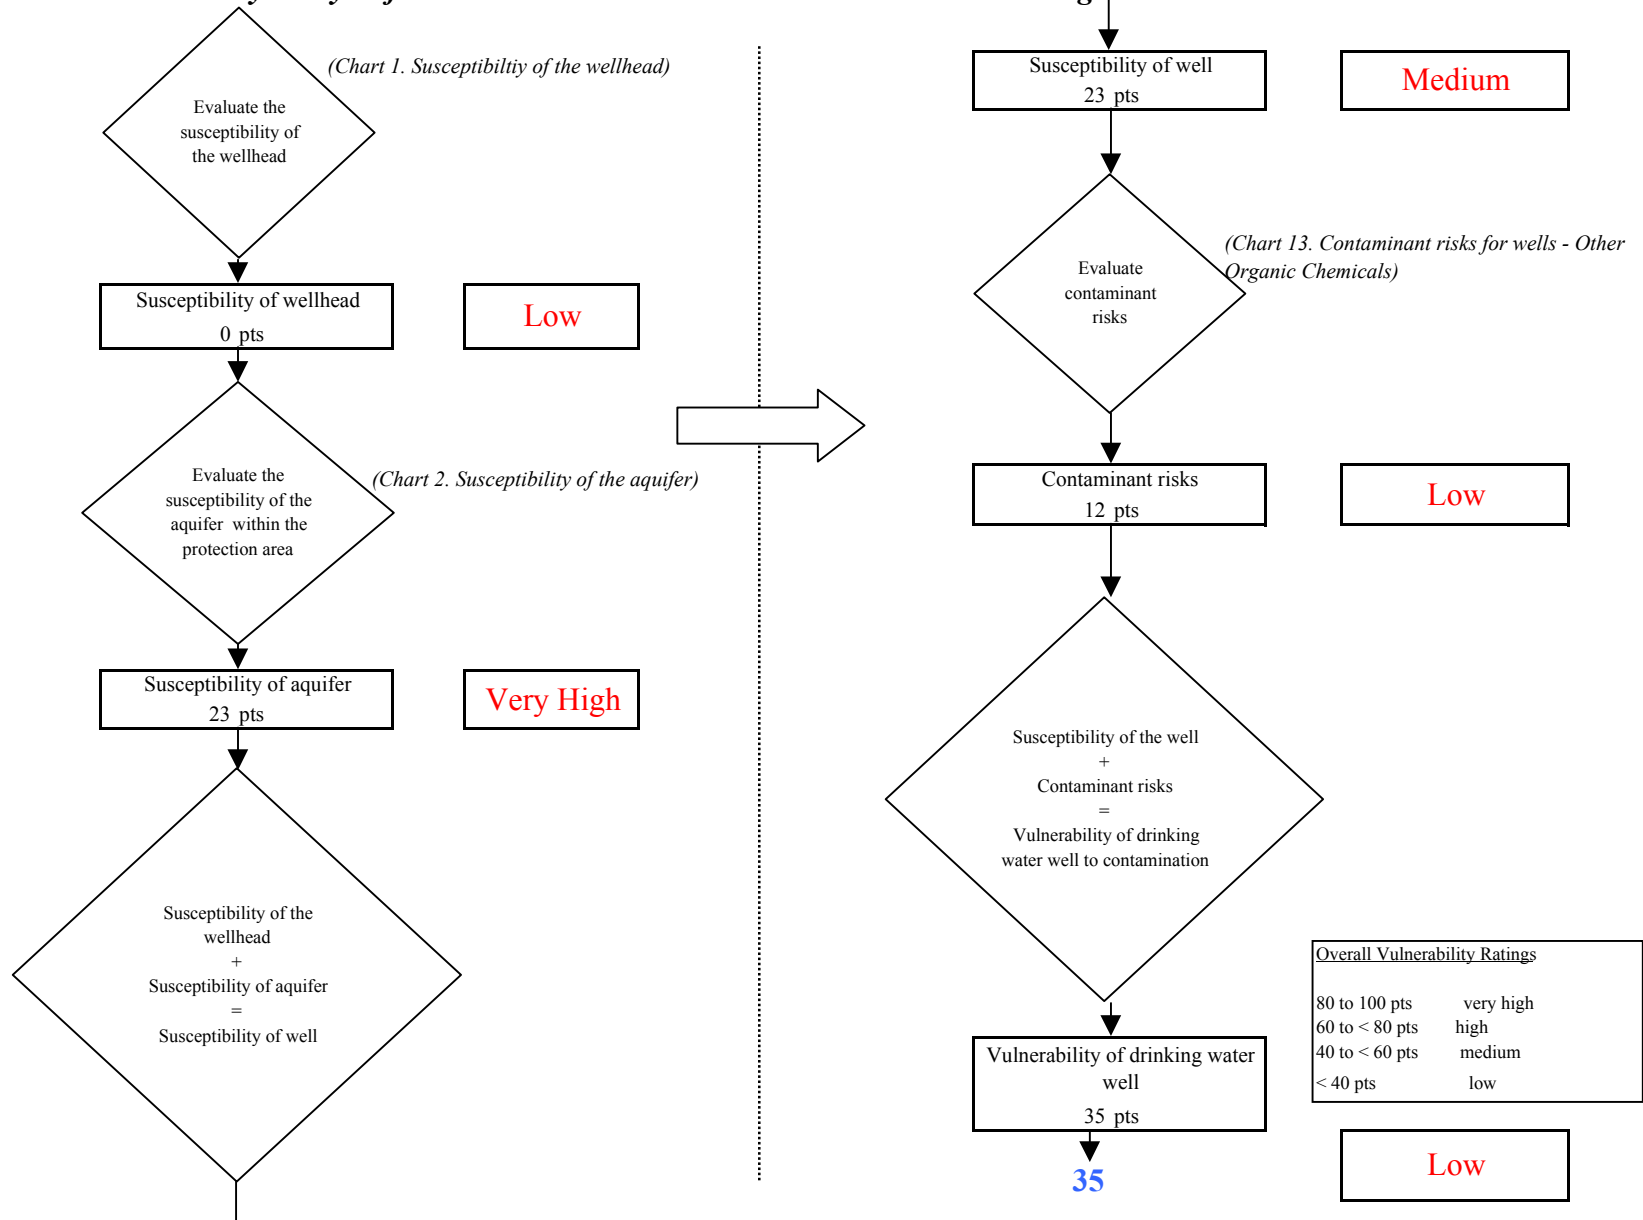 (Chart 1. Susceptibiltiy of the wellhead)
Evaluate the
susceptibility of
the wellhead
Susceptibility of wellhead
0 pts
Low
Evaluate the
susceptibility of the
aquifer within the
protection area
(Chart 2. Susceptibility of the aquifer)
Susceptibility of aquifer
23 pts
Very High
Susceptibility of the
wellhead
+
Susceptibility of aquifer
=
Susceptibility of well
Susceptibility of well
23 pts
Medium
(Chart 13. Contaminant risks for wells - Other
Organic Chemicals)
Evaluate
contaminant
risks
Contaminant risks
12 pts
Low
Susceptibility of the well
+
Contaminant risks
=
Vulnerability of drinking
water well to contamination
Overall Vulnerability Ratings
80 to 100 pts very high
60 to < 80 pts high
40 to < 60 pts medium
< 40 pts low
Vulnerability of drinking water
well
35 pts
35
Low